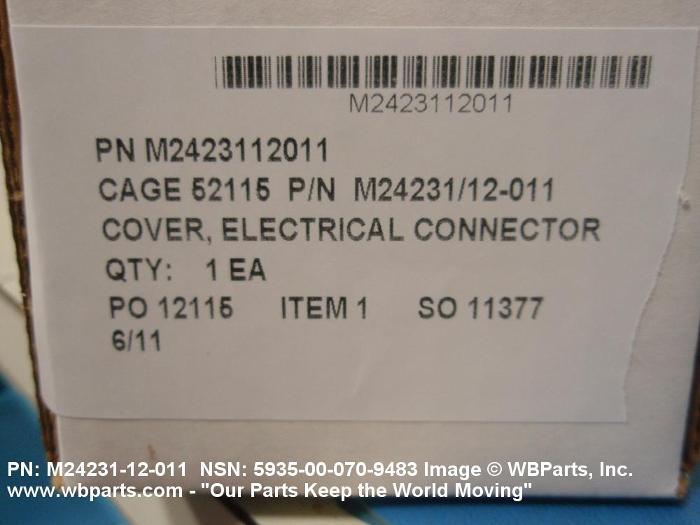 M2423112011
PN M2423112011
CAGE 52115 P/N M24231/12-011
COVER, ELECTRICAL CONNECTOR
QTY: 1 EA
PO 12115 ITEM 1 SO 11377
6/11
PN: M24231-12-011 NSN: 5935-00-070-9483 Image © WBParts, Inc.
www.wbparts.com - "Our Parts Keep the World Moving"